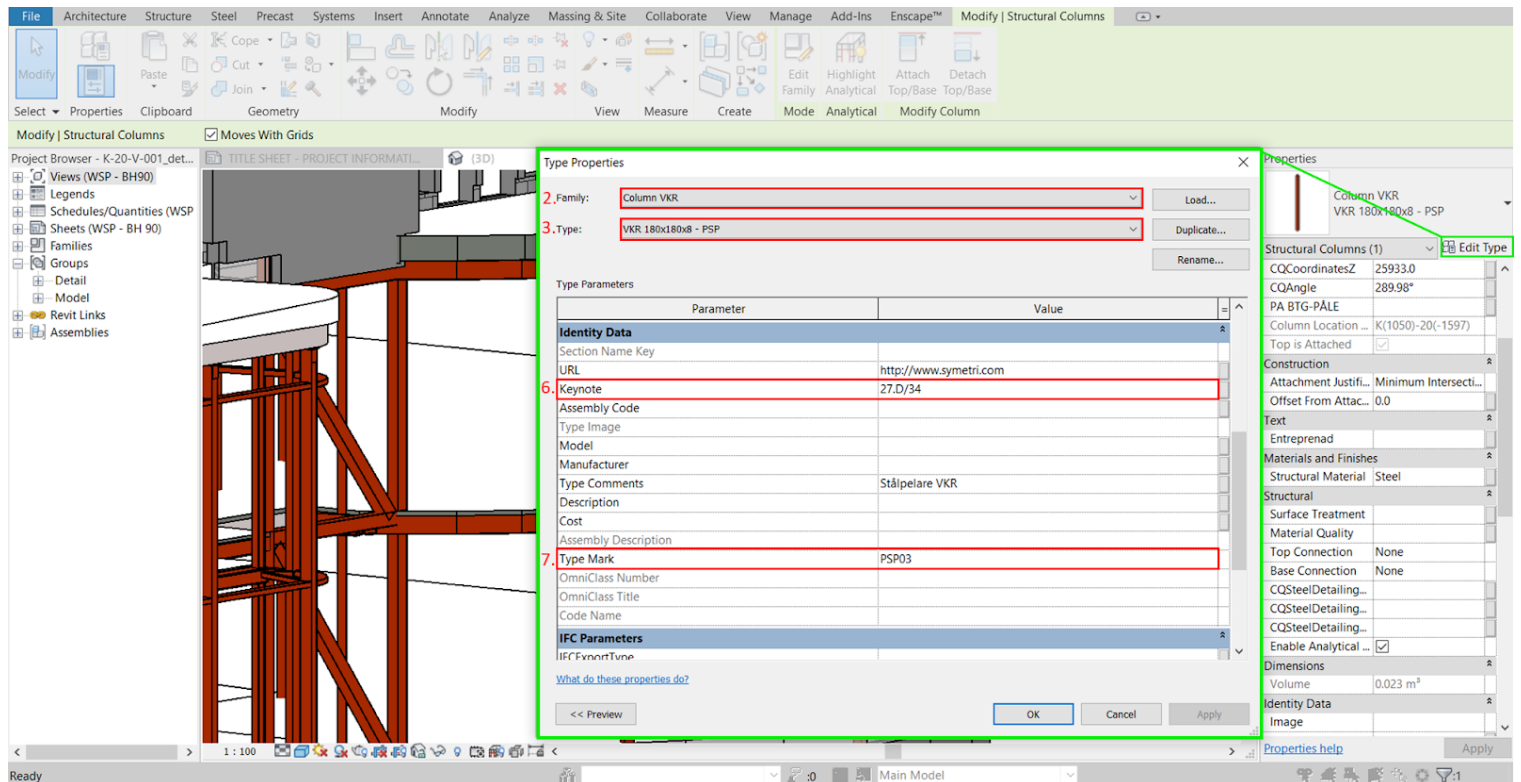 File Architecture Structure Steel Precast Systems Insert Annotate Analyze Massing & Site Collaborate View Manage Add-Ins Enscape™ Modify | Structural Columns
Cope
Cut
Join
Modify
Paste
Edit Family
Highlight Analytical
Attach Top/Base
Detach Top/Base
Select Properties Clipboard Geometry Modify View Measure Create Mode Analytical Modify Column
Modify | Structural Columns Moves With Grids
Project Browser - K-20-V-001_det...
Views (WSP - BH90)
Legends
Schedules/Quantities (WSP
Sheets (WSP - BH 90)
Families
Groups
Detail
Model
Revit Links
Assemblies
TITLE SHEET - PROJECT INFORMATI... {3D}
Type Properties
2. Family: Column VKR Load...
3. Type: VKR 180x180x8 - PSP Duplicate...
Rename...
Type Parameters
Parameter Value =
Identity Data
Section Name Key
URL http://www.symetri.com
6. Keynote 27.D/34
Assembly Code
Type Image
Model
Manufacturer
Type Comments Stålpelare VKR
Description
Cost
Assembly Description
7. Type Mark PSP03
OmniClass Number
OmniClass Title
Code Name
IFC Parameters
IFCExportType
What do these properties do?
<< Preview OK Cancel Apply
Properties
Column VKR
VKR 180x180x8 - PSP
Structural Columns (1) Edit Type
CQCoordinatesZ 25933.0
CQAngle 289.98°
PA BTG-PÅLE
Column Location ... K(1050)-20(-1597)
Top is Attached
Construction
Attachment Justifi... Minimum Intersecti...
Offset From Attac... 0.0
Text
Entreprenad
Materials and Finishes
Structural Material Steel
Structural
Surface Treatment
Material Quality
Top Connection None
Base Connection None
CQSteelDetailing...
CQSteelDetailing...
CQSteelDetailing...
Enable Analytical ...
Dimensions
Volume 0.023 m³
Identity Data
Image
Properties help Apply
1 : 100
Ready :0 Main Model :1